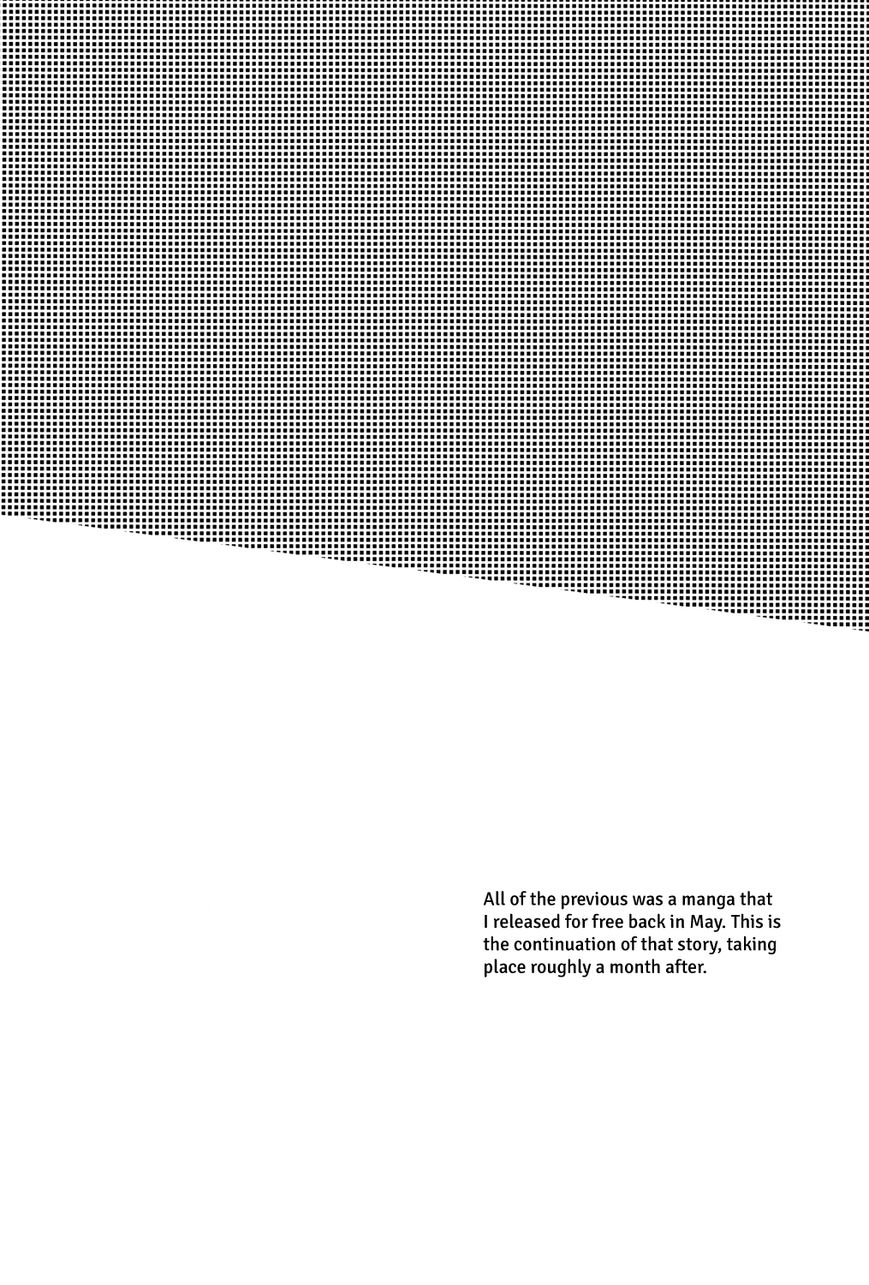 All of the previous was a manga that
I released for free back in May. This is
the continuation of that story, taking
place roughly a month after.